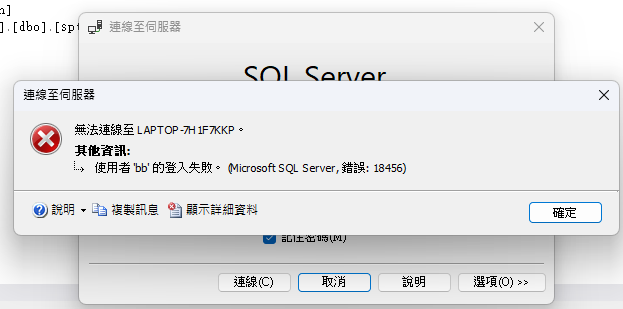 n]
].[dbo].[spt
連線至伺服器
SQL Server
連線至伺服器
無法連線至 LAPTOP-7H1F7KKP。
其他資訊:
使用者 'bb' 的登入失敗。 (Microsoft SQL Server, 錯誤: 18456)
說明
複製訊息
顯示詳細資料
確定
記住密碼(M)
連線(C)
取消
說明
選項(O) >>